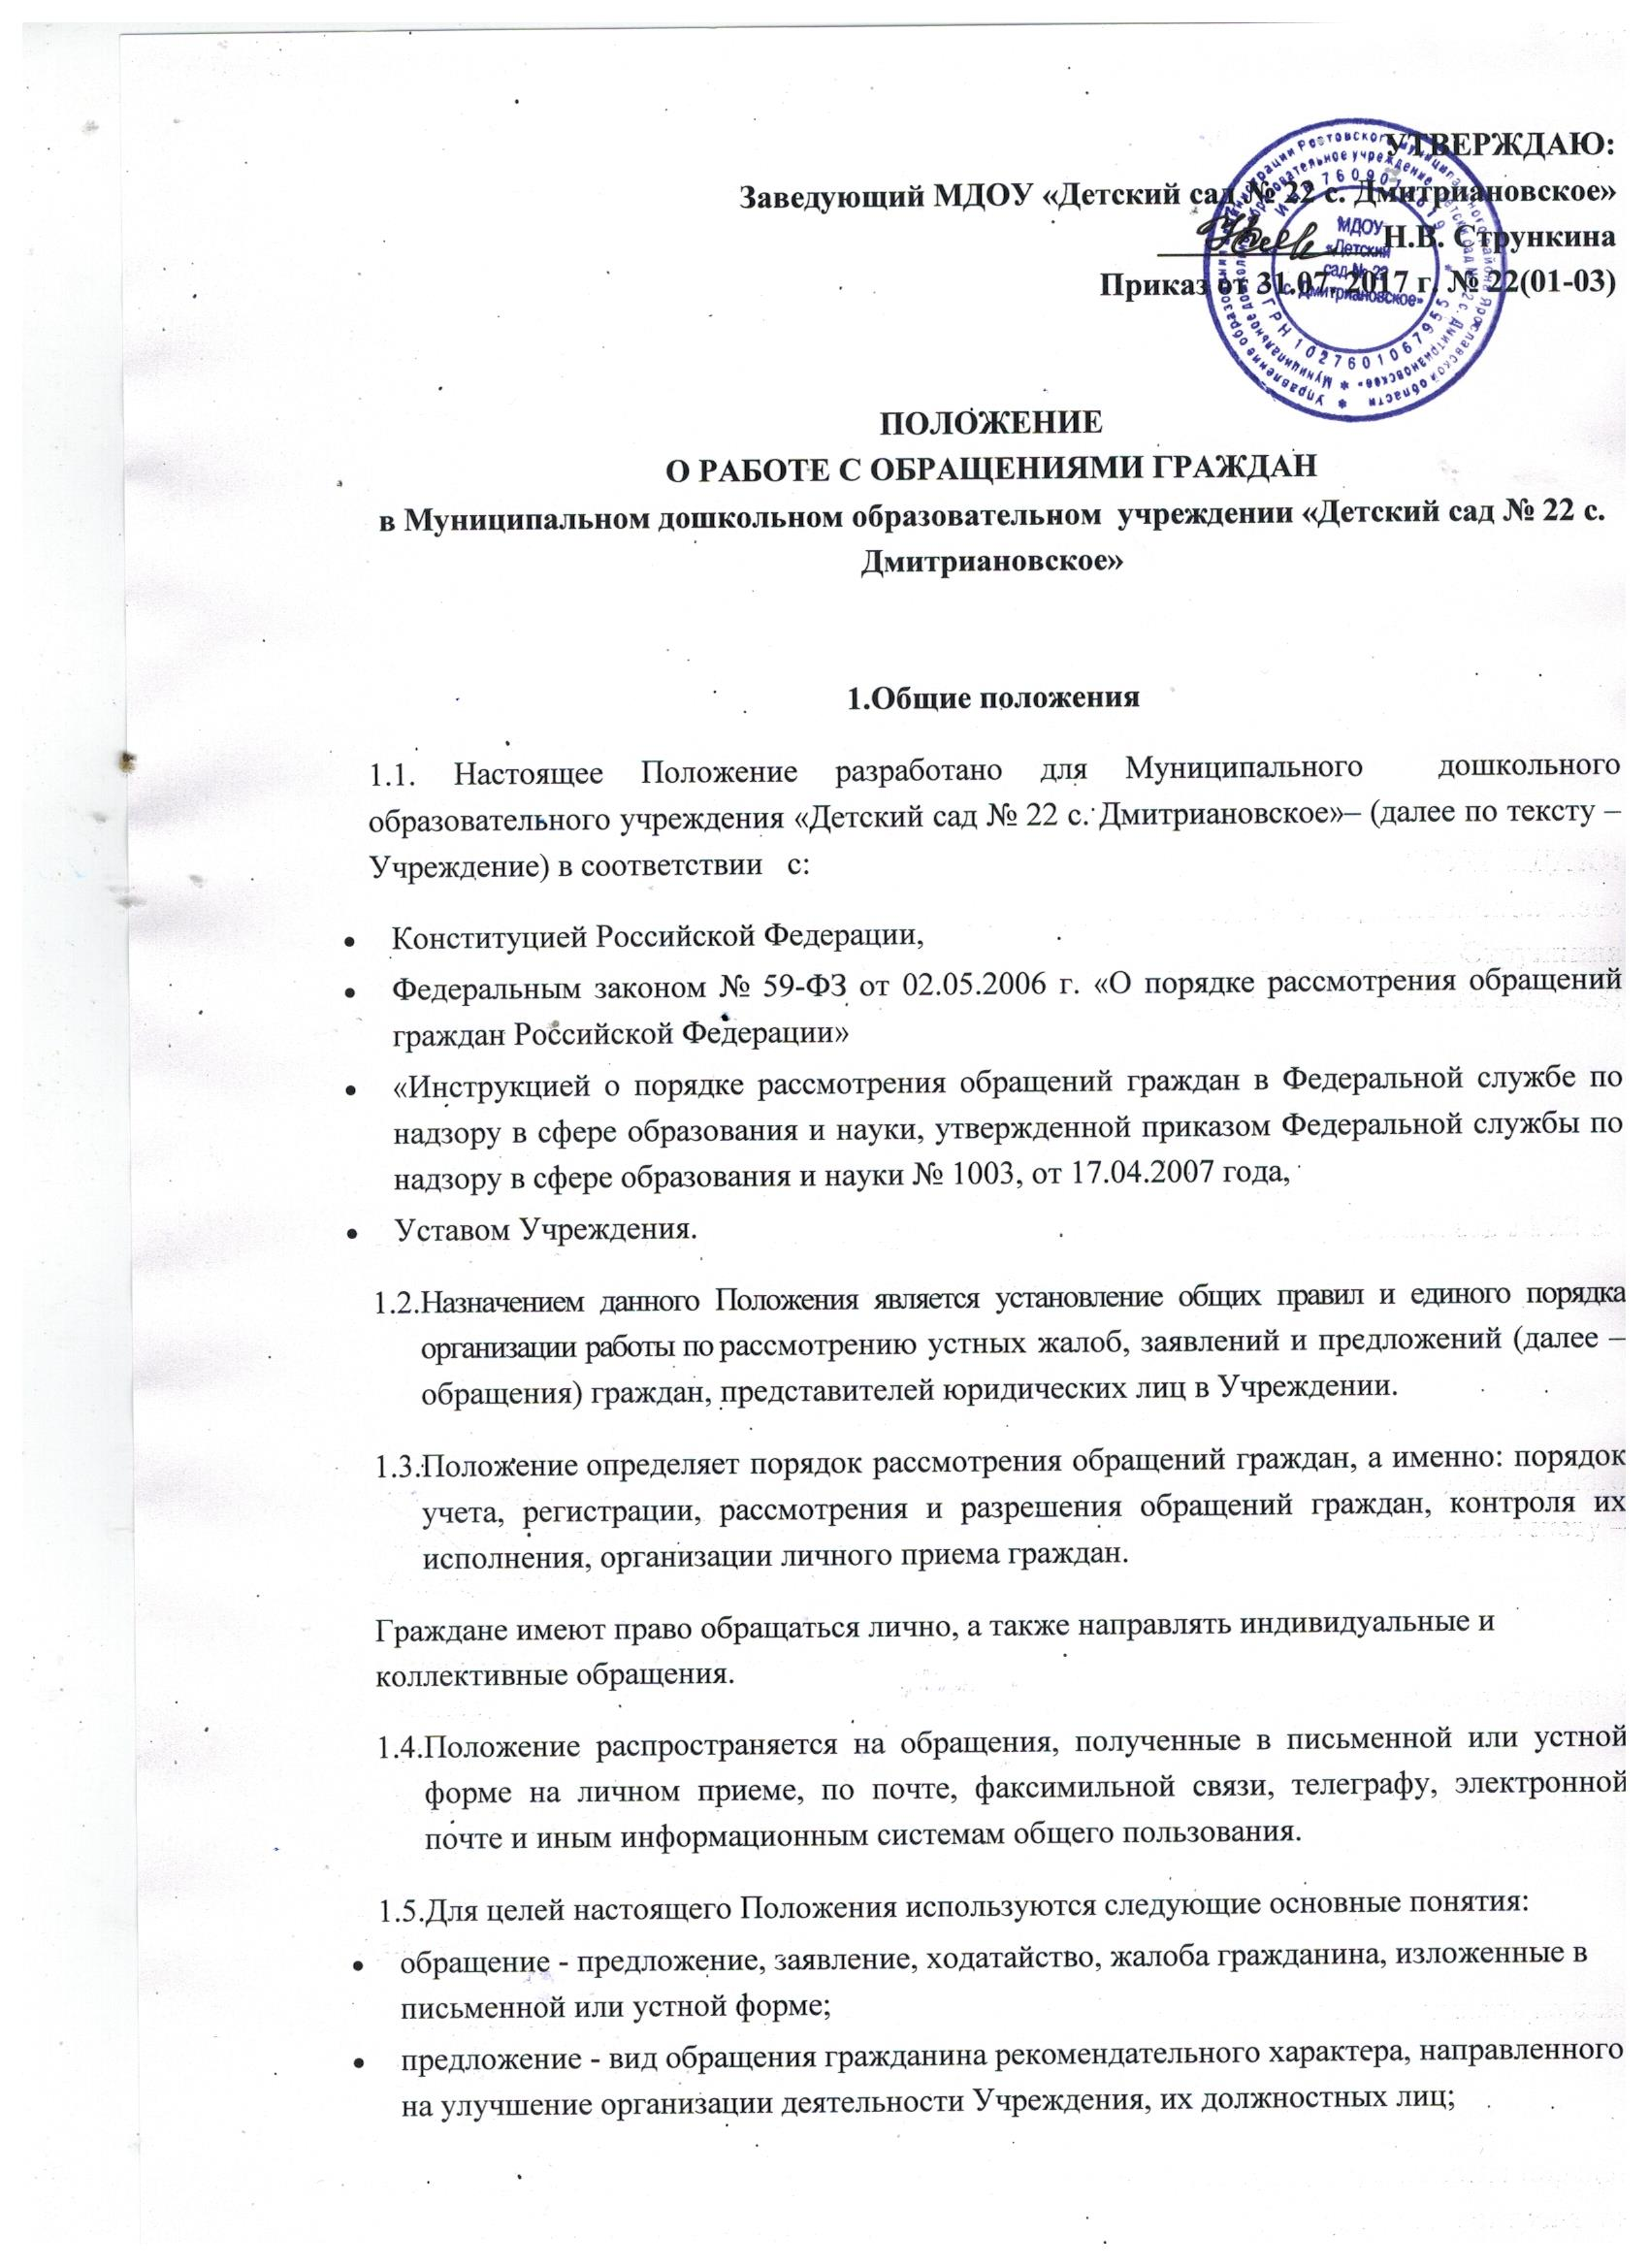 УТВЕРЖДАЮ:
Заведующий МДОУ «Детский сад № 22 с. Дмитриановское»
Н.В. Стрункина
Приказ от 31.07. 2017 г. № 22(01-03)
МДОУ
«Детский
сад № 22
с. Дмитриановское»
ПОЛОЖЕНИЕ
О РАБОТЕ С ОБРАЩЕНИЯМИ ГРАЖДАН
в Муниципальном дошкольном образовательном учреждении «Детский сад № 22 с.
Дмитриановское»
1.Общие положения
1.1. Настоящее Положение разработано для Муниципального дошкольного
образовательного учреждения «Детский сад № 22 с. Дмитриановское»– (далее по тексту –
Учреждение) в соответствии с:
• Конституцией Российской Федерации,
• Федеральным законом № 59-ФЗ от 02.05.2006 г. «О порядке рассмотрения обращений
граждан Российской Федерации»
• «Инструкцией о порядке рассмотрения обращений граждан в Федеральной службе по
надзору в сфере образования и науки, утвержденной приказом Федеральной службы по
надзору в сфере образования и науки № 1003, от 17.04.2007 года,
• Уставом Учреждения.
1.2.Назначением данного Положения является установление общих правил и единого порядка
организации работы по рассмотрению устных жалоб, заявлений и предложений (далее –
обращения) граждан, представителей юридических лиц в Учреждении.
1.3.Положение определяет порядок рассмотрения обращений граждан, а именно: порядок
учета, регистрации, рассмотрения и разрешения обращений граждан, контроля их
исполнения, организации личного приема граждан.
Граждане имеют право обращаться лично, а также направлять индивидуальные и
коллективные обращения.
1.4.Положение распространяется на обращения, полученные в письменной или устной
форме на личном приеме, по почте, факсимильной связи, телеграфу, электронной
почте и иным информационным системам общего пользования.
1.5.Для целей настоящего Положения используются следующие основные понятия:
• обращение - предложение, заявление, ходатайство, жалоба гражданина, изложенные в
письменной или устной форме;
• предложение - вид обращения гражданина рекомендательного характера, направленного
на улучшение организации деятельности Учреждения, их должностных лиц;